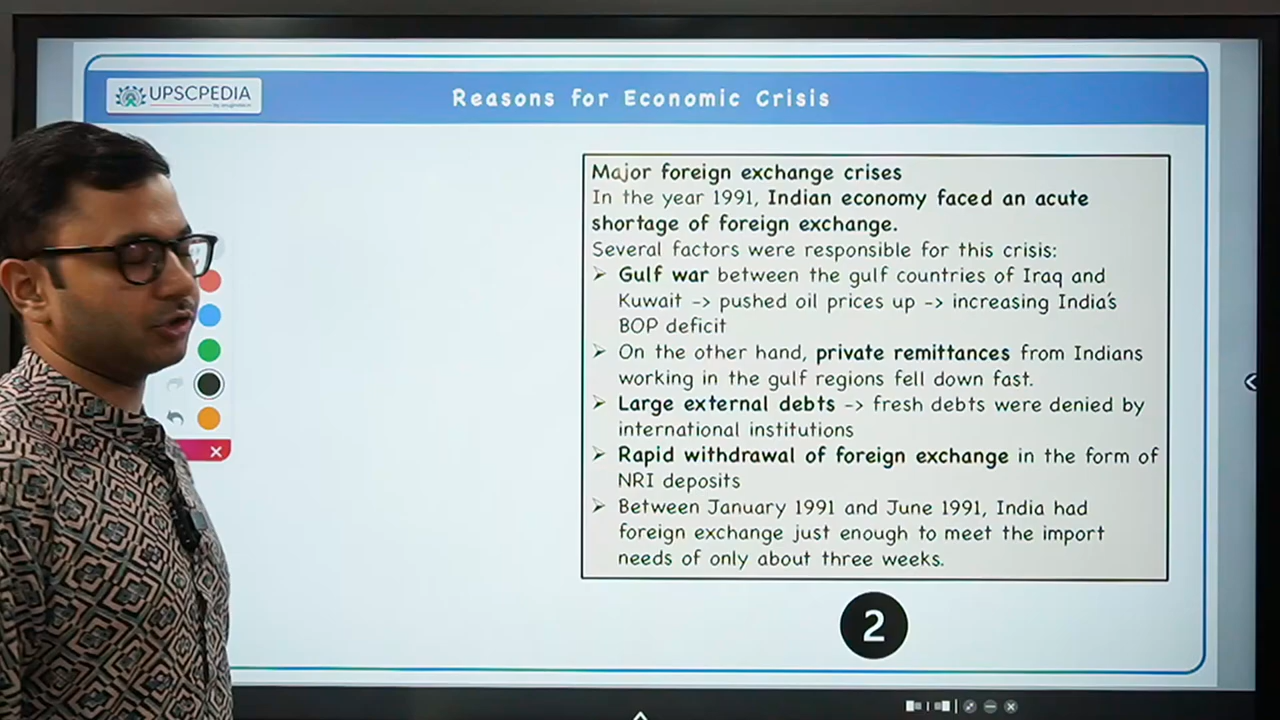 UPSCPEDIA
Reasons for Economic Crisis
Major foreign exchange crises
In the year 1991, Indian economy faced an acute
shortage of foreign exchange.
Several factors were responsible for this crisis:
➢ Gulf war between the gulf countries of Iraq and
Kuwait -> pushed oil prices up -> increasing India's
BOP deficit
➢ On the other hand, private remittances from Indians
working in the gulf regions fell down fast.
➢ Large external debts -> fresh debts were denied by
international institutions
➢ Rapid withdrawal of foreign exchange in the form of
NRI deposits
➢ Between January 1991 and June 1991, India had
foreign exchange just enough to meet the import
needs of only about three weeks.
2